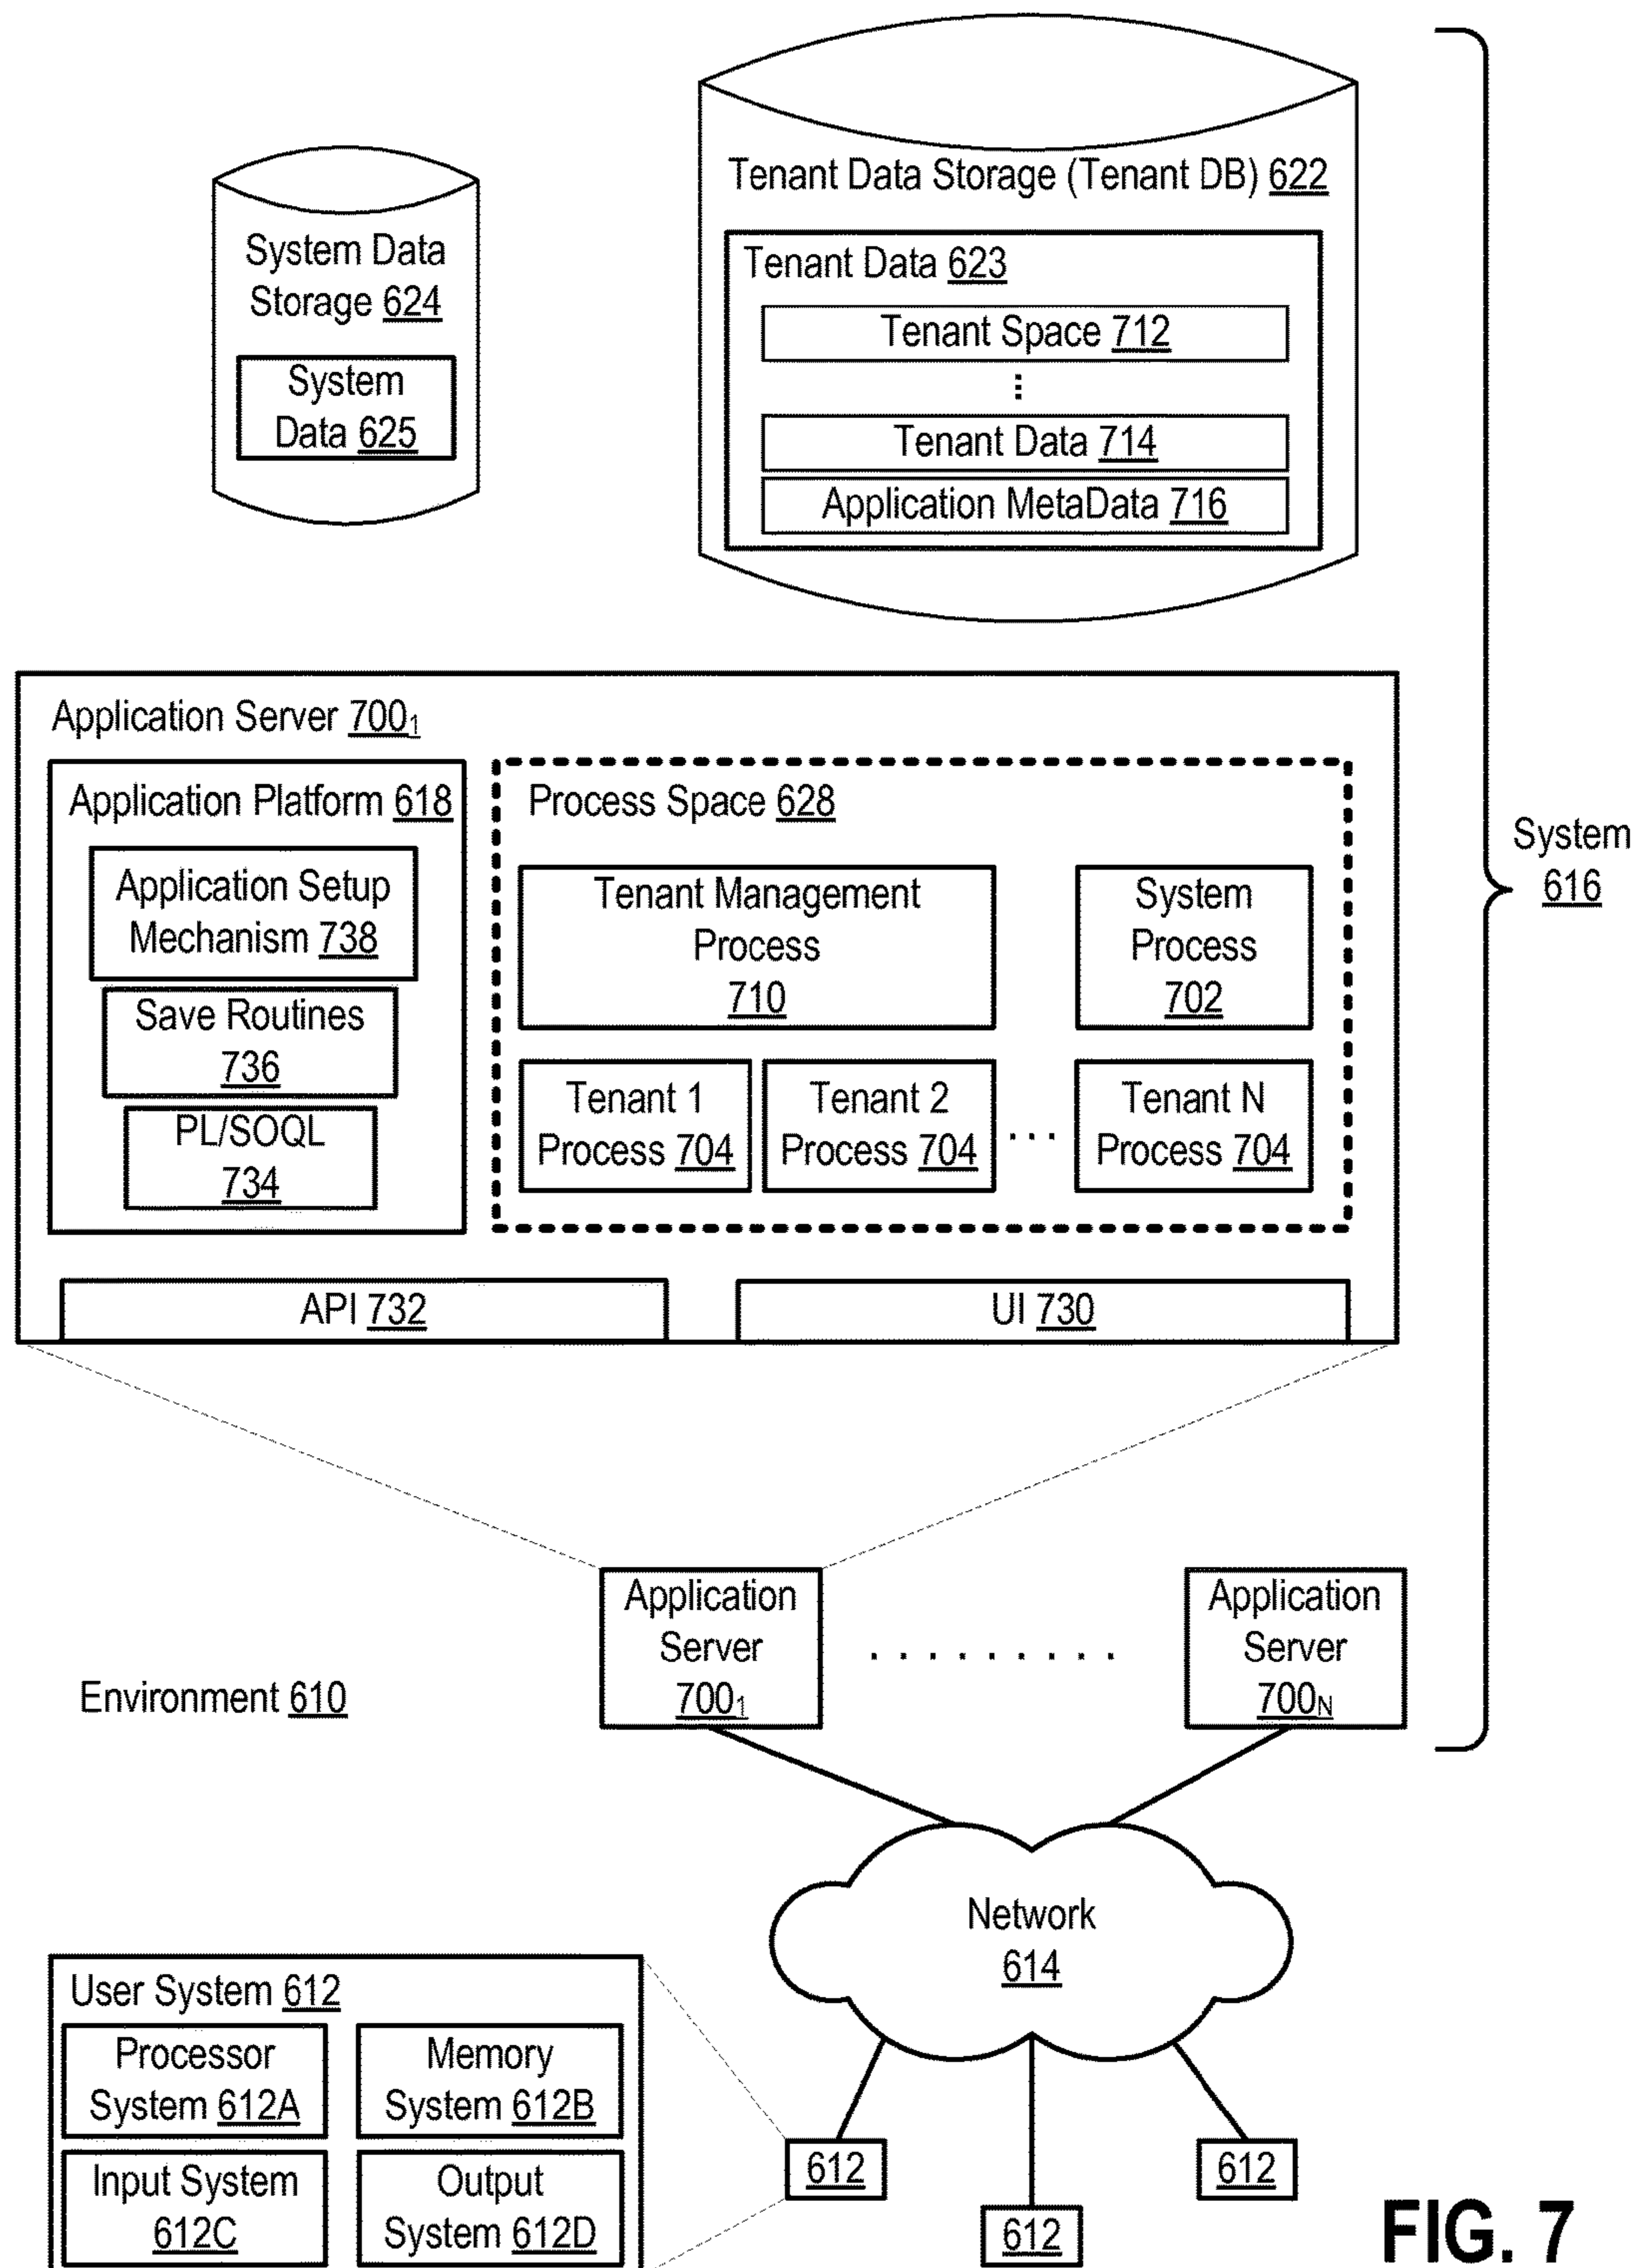 Tenant Data Storage (Tenant DB) 622
System Data
Storage 624
System
Data 625
Tenant Data 623
Tenant Space 712
⋮
Tenant Data 714
Application MetaData 716
Application Server 700₁
Application Platform 618
Application Setup
Mechanism 738
Save Routines
736
PL/SOQL
734
Process Space 628
Tenant Management
Process
710
System
Process
702
Tenant 1
Process 704
Tenant 2
Process 704
...
Tenant N
Process 704
API 732
UI 730
System
616
Application
Server
700₁
. . . . . . . . . .
Application
Server
700N
Environment 610
Network
614
User System 612
Processor
System 612A
Memory
System 612B
Input System
612C
Output
System 612D
612
612
612
FIG. 7